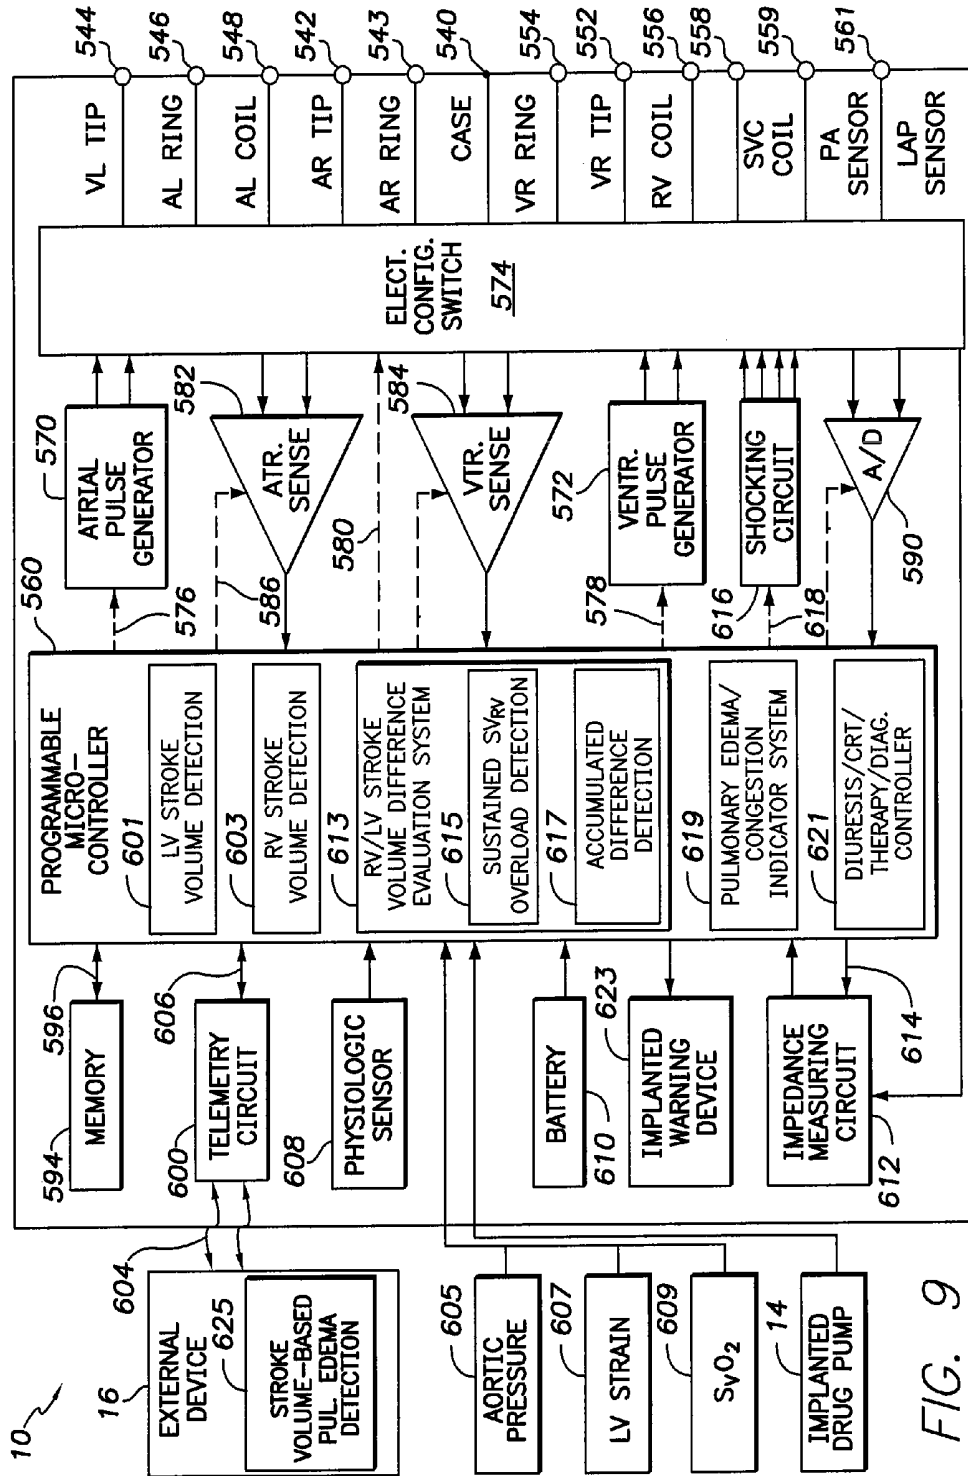 10
16
EXTERNAL
DEVICE
625
STROKE
VOLUME-BASED
PUL. EDEMA
DETECTION
604
605
AORTIC
PRESSURE
607
LV STRAIN
609
SvO2
14
IMPLANTED
DRUG PUMP
594
MEMORY
596
600
TELEMETRY
CIRCUIT
606
608
PHYSIOLOGIC
SENSOR
BATTERY
610
623
IMPLANTED
WARNING
DEVICE
IMPEDANCE
MEASURING
CIRCUIT
612
614
560
PROGRAMMABLE
MICRO-
CONTROLLER
601
LV STROKE
VOLUME DETECTION
603
RV STROKE
VOLUME DETECTION
613
RV/LV STROKE
VOLUME DIFFERENCE
EVALUATION SYSTEM
615
SUSTAINED SVRV
OVERLOAD DETECTION
617
ACCUMULATED
DIFFERENCE
DETECTION
619
PULMONARY EDEMA/
CONGESTION
INDICATOR SYSTEM
621
DIURESIS/CRT/
THERAPY/DIAG.
CONTROLLER
570
ATRIAL
PULSE
GENERATOR
576
582
ATR.
SENSE
586
580
584
VTR.
SENSE
572
VENTR.
PULSE
GENERATOR
578
SHOCKING
CIRCUIT
616
618
A/D
590
ELECT.
CONFIG.
SWITCH
574
VL TIP
544
AL RING
546
AL COIL
548
AR TIP
542
AR RING
543
CASE
540
VR RING
554
VR TIP
552
RV COIL
556
558
SVC
COIL
559
PA
SENSOR
561
LAP
SENSOR
FIG. 9